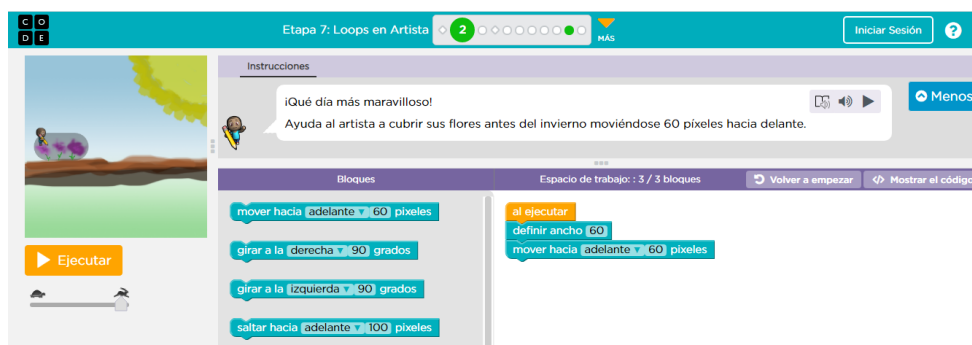 C O
D E
Etapa 7: Loops en Artista
2
MÁS
Iniciar Sesión
?
Instrucciones
¡Qué día más maravilloso!
Ayuda al artista a cubrir sus flores antes del invierno moviéndose 60 píxeles hacia delante.
Menos
Bloques
Espacio de trabajo: : 3 / 3 bloques
Volver a empezar
</> Mostrar el código
mover hacia adelante 60 pixeles
girar a la derecha 90 grados
girar a la izquierda 90 grados
saltar hacia adelante 100 pixeles
al ejecutar
definir ancho 60
mover hacia adelante 60 pixeles
Ejecutar